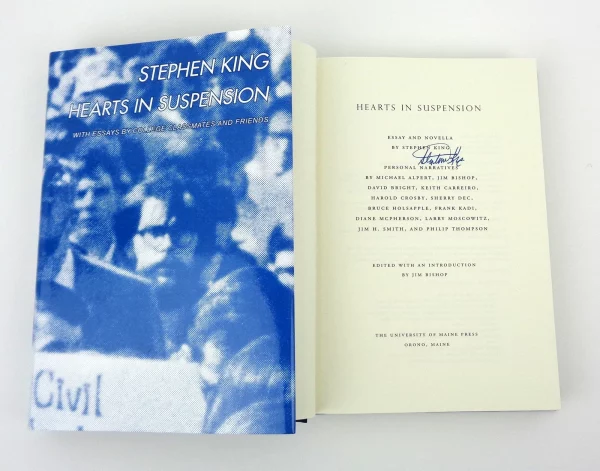 STEPHEN KING
HEARTS IN SUSPENSION
WITH ESSAYS BY COLLEGE CLASSMATES AND FRIENDS
Civil
HEARTS IN SUSPENSION
ESSAY AND NOVELLA
BY STEPHEN KING
PERSONAL NARRATIVES
BY MICHAEL ALPERT, JIM BISHOP,
DAVID BRIGHT, KEITH CARREIRO,
HAROLD CROSBY, SHERRY DEC,
BRUCE HOLSAPPLE, FRANK KADI,
DIANE MCPHERSON, LARRY MOSCOWITZ,
JIM H. SMITH, AND PHILIP THOMPSON
EDITED WITH AN INTRODUCTION
BY JIM BISHOP
THE UNIVERSITY OF MAINE PRESS
ORONO, MAINE